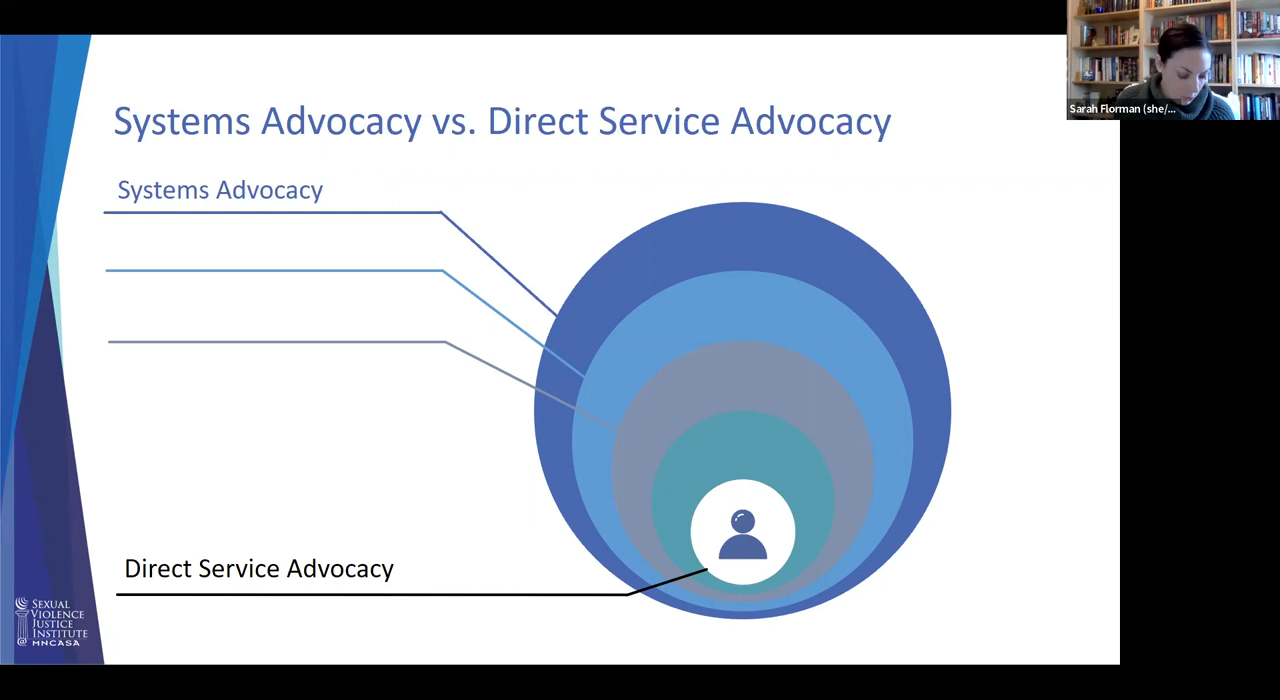 Systems Advocacy vs. Direct Service Advocacy
Sarah Florman (she/...
Systems Advocacy
Direct Service Advocacy
SEXUAL
VIOLENCE
JUSTICE
INSTITUTE
@ MNCASA